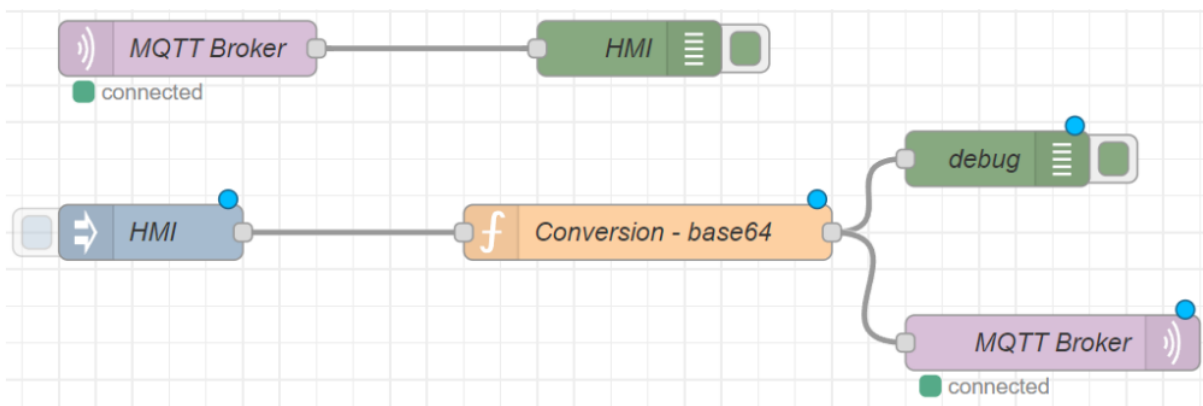 MQTT Broker
HMI
connected
debug
HMI
Conversion - base64
MQTT Broker
connected